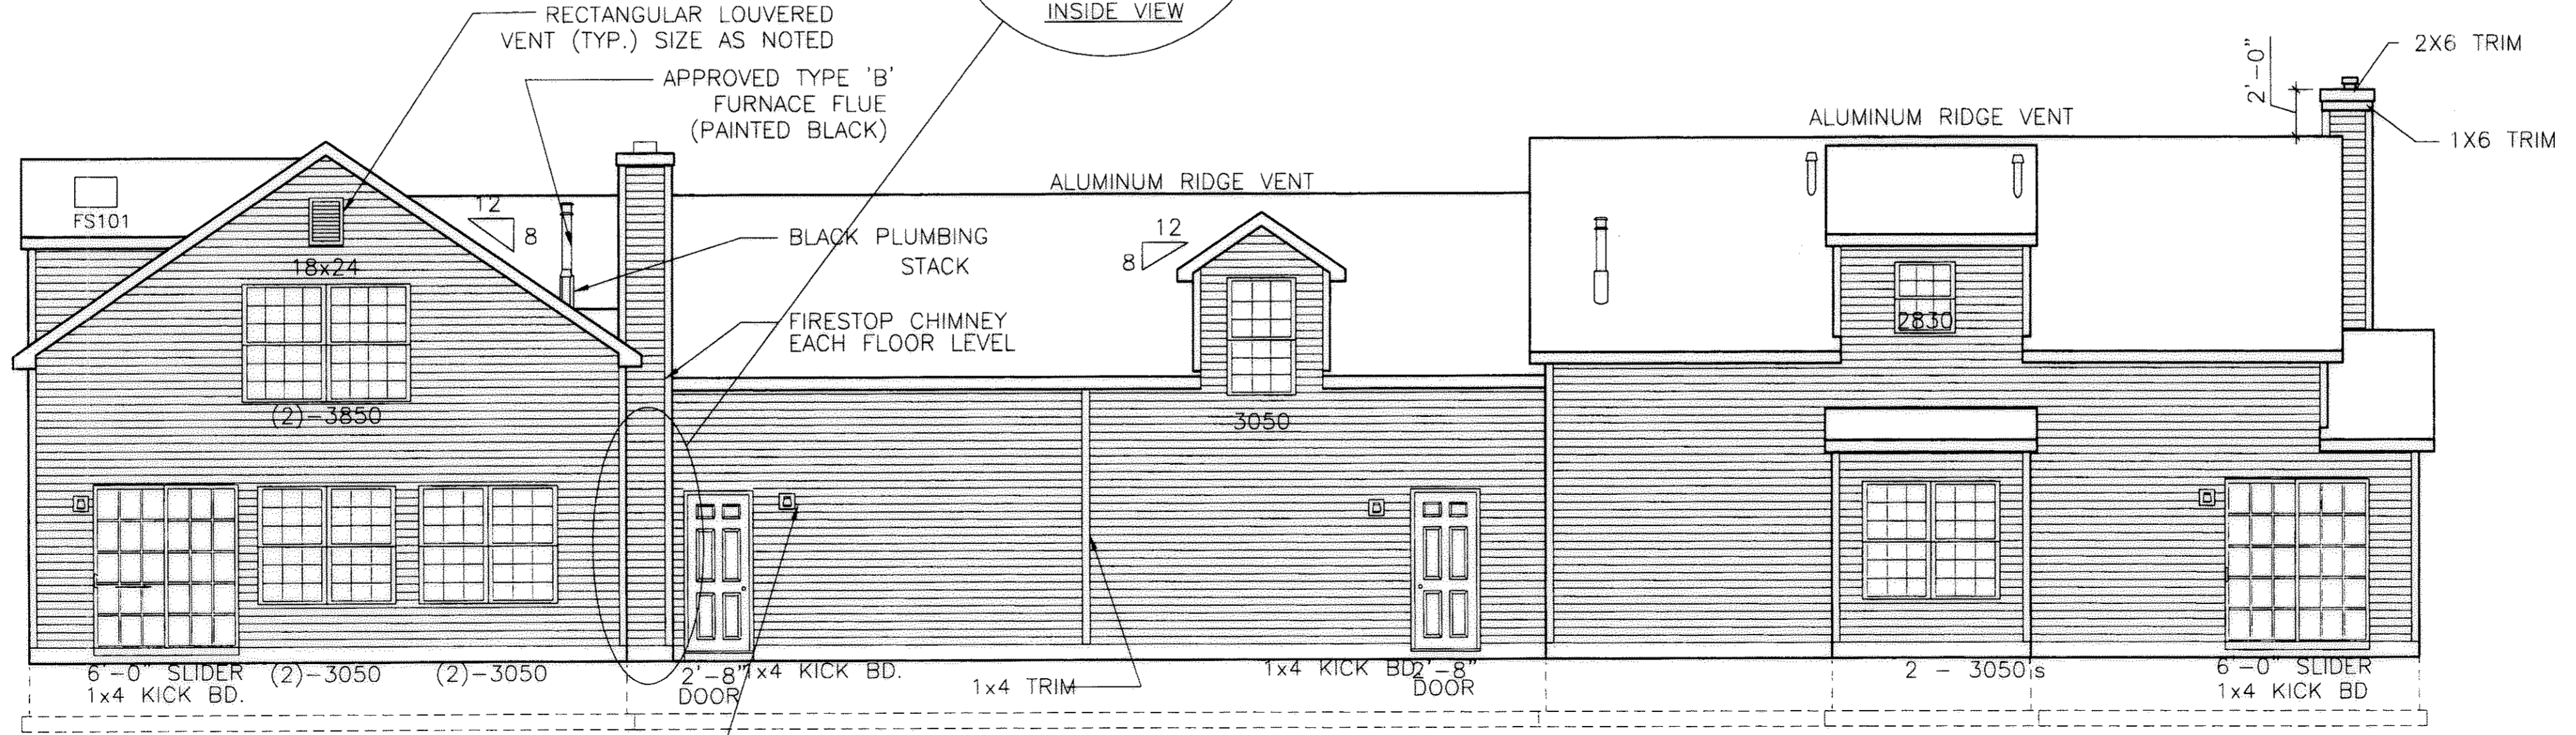 INSIDE VIEW
RECTANGULAR LOUVERED
VENT (TYP.) SIZE AS NOTED
APPROVED TYPE 'B'
FURNACE FLUE
(PAINTED BLACK)
2'-0"
2X6 TRIM
1X6 TRIM
ALUMINUM RIDGE VENT
ALUMINUM RIDGE VENT
FS101
12
8
12
8
BLACK PLUMBING
STACK
18x24
FIRESTOP CHIMNEY
EACH FLOOR LEVEL
2830
(2)-3850
3050
6'-0" SLIDER
1x4 KICK BD.
(2)-3050
(2)-3050
2'-8"
DOOR
1x4 KICK BD.
1x4 TRIM
1x4 KICK BD.
2'-8"
DOOR
2 - 3050's
6'-0" SLIDER
1x4 KICK BD